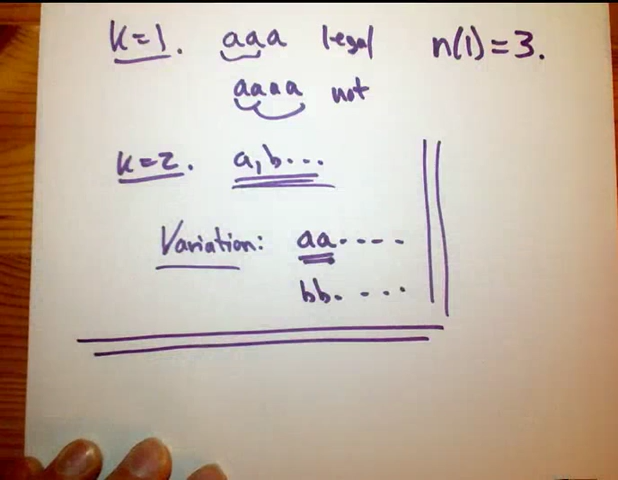 k=1. aaa legal n(1)=3.
aaaa not
k=2. a,b...
Variation: aa....
bb. ...